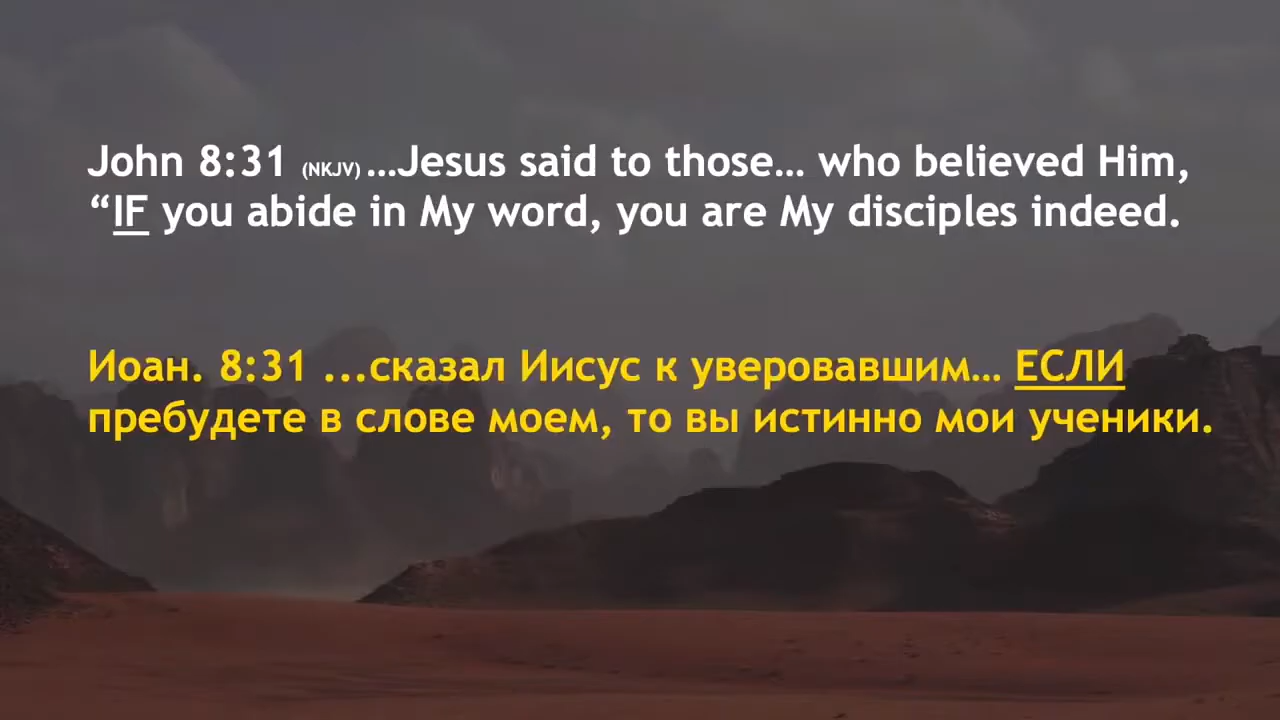 John 8:31 (NKJV) …Jesus said to those… who believed Him,
“IF you abide in My word, you are My disciples indeed.
Иоан. 8:31 ...сказал Иисус к уверовавшим… ЕСЛИ
пребудете в слове моем, то вы истинно мои ученики.